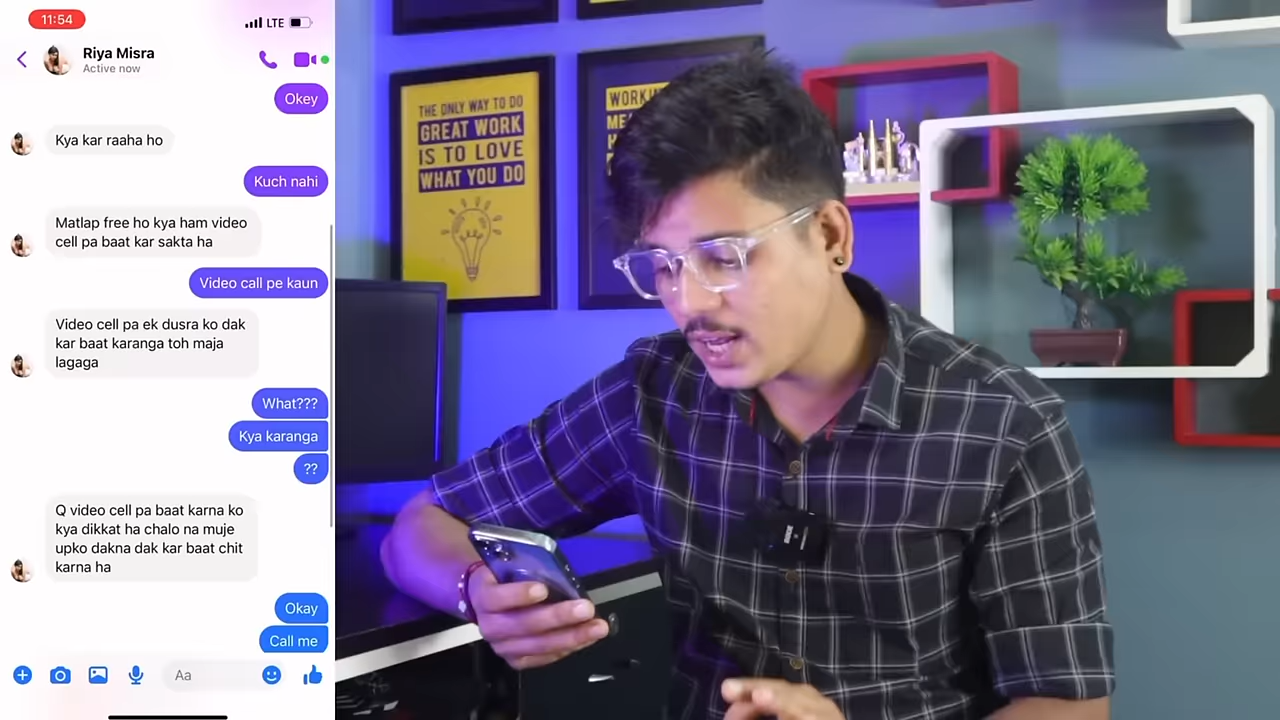 11:54
LTE
Riya Misra
Active now
Okey
Kya kar raaha ho
Kuch nahi
Matlap free ho kya ham video
cell pa baat kar sakta ha
Video call pe kaun
Video cell pa ek dusra ko dak
kar baat karanga toh maja
lagaga
What???
Kya karanga
??
Q video cell pa baat karna ko
kya dikkat ha chalo na muje
upko dakna dak kar baat chit
karna ha
Okay
Call me
Aa
THE ONLY WAY TO DO
GREAT WORK
IS TO LOVE
WHAT YOU DO